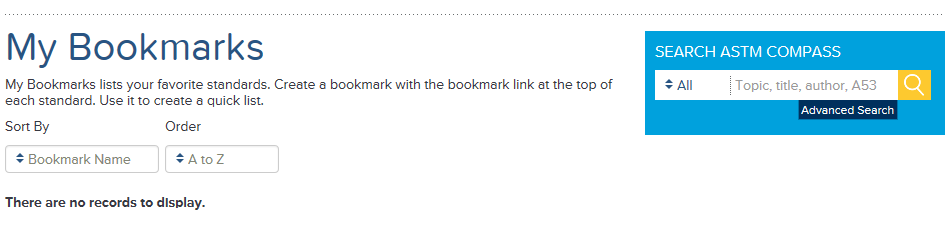 My Bookmarks
My Bookmarks lists your favorite standards. Create a bookmark with the bookmark link at the top of
each standard. Use it to create a quick list.
Sort By Order
Bookmark Name A to Z
There are no records to display.
SEARCH ASTM COMPASS
All Topic, title, author, A53
Advanced Search